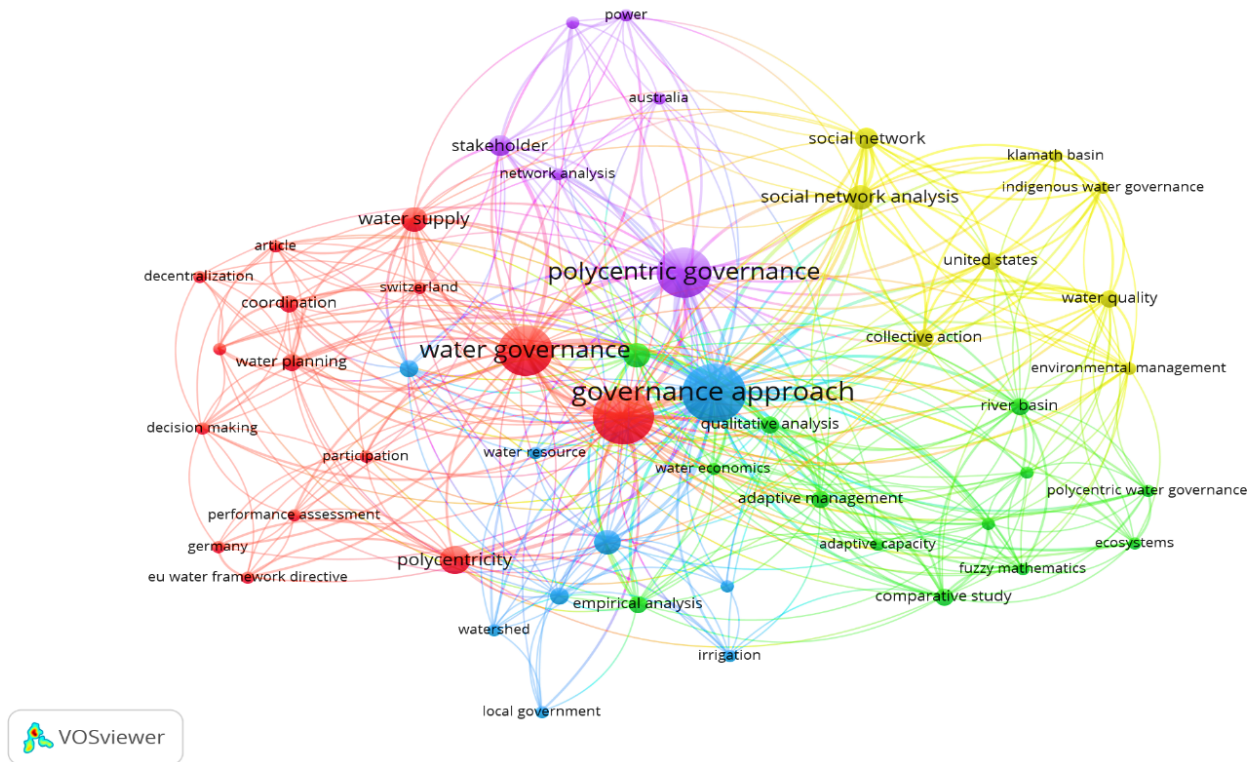 power
australia
social network
stakeholder
klamath basin
network analysis
indigenous water governance
social network analysis
water supply
article
united states
decentralization
polycentric governance
switzerland
coordination
water quality
collective action
water governance
water planning
environmental management
governance approach
river basin
qualitative analysis
decision making
water resource
participation
water economics
polycentric water governance
adaptive management
performance assessment
adaptive capacity
ecosystems
germany
polycentricity
fuzzy mathematics
eu water framework directive
comparative study
empirical analysis
watershed
irrigation
local government
VOSviewer